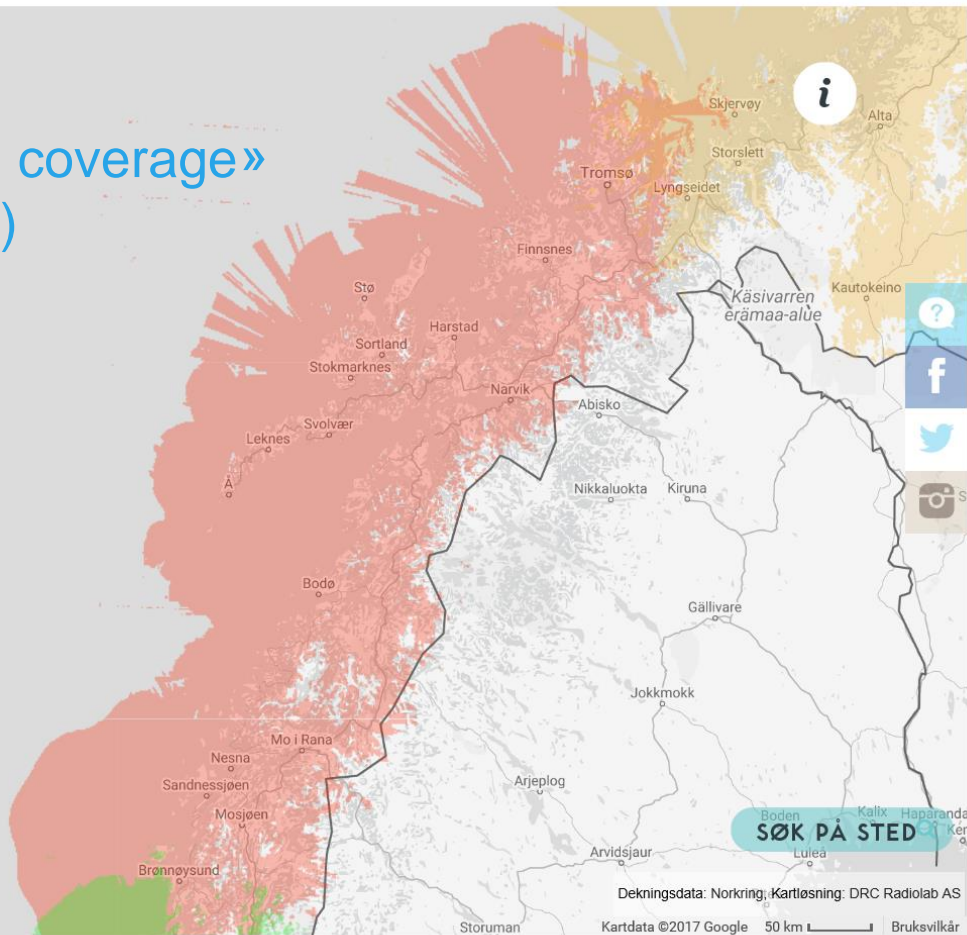 coverage»
)
i
Skjervøy
Alta
Storslett
Tromsø
Lyngseidet
Finnsnes
Stø
Käsivarren
erämaa-alue
Kautokeino
?
Harstad
Sortland
Stokmarknes
f
Narvik
Abisko
Svolvær
Leknes
Å
Nikkaluokta
Kiruna
Bodø
Gällivare
Jokkmokk
Mo i Rana
Nesna
Sandnessjøen
Arjeplog
Mosjøen
Boden
Kalix
Haparanda
SØK PÅ STED
Luleå
Arvidsjaur
Brønnøysund
Dekningsdata: Norkring, Kartløsning: DRC Radiolab AS
Storuman
Kartdata ©2017 Google 50 km Bruksvilkår